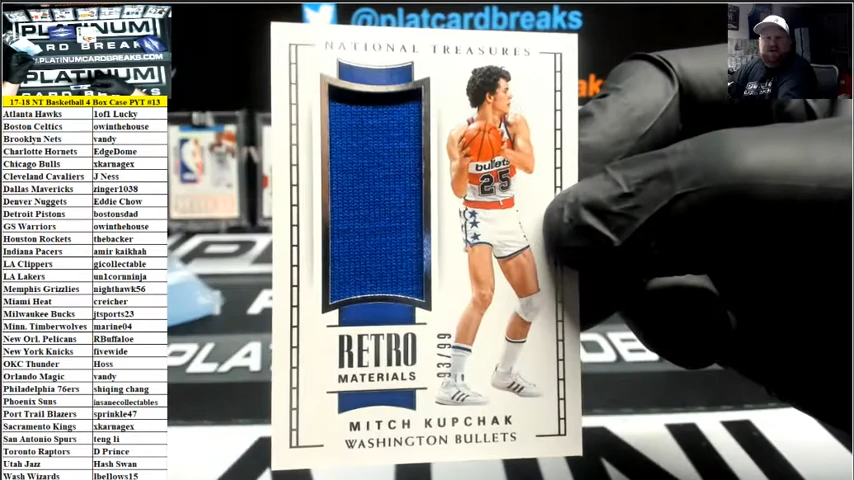 @platcardbreaks
PLATINUM
CARD BREAKS
PLATINUM
17-18 NT Basketball 4 Box Case PYT #13
Atlanta Hawks 1of1 Lucky
Boston Celtics owinthehouse
Brooklyn Nets vandy
Charlotte Hornets EdgeDome
Chicago Bulls xkarnagex
Cleveland Cavaliers J Ness
Dallas Mavericks zinger1038
Denver Nuggets Eddie Chow
Detroit Pistons bostonsdad
GS Warriors owinthehouse
Houston Rockets thebacker
Indiana Pacers amir kaikhah
LA Clippers gicollectable
LA Lakers un1cornninja
Memphis Grizzlies nighthawk56
Miami Heat creicher
Milwaukee Bucks jtsports23
Minn. Timberwolves marine04
New Orl. Pelicans RBuffaloe
New York Knicks fivewide
OKC Thunder Hoss
Orlando Magic vandy
Philadelphia 76ers shiqing chang
Phoenix Suns insanecollectables
Port Trail Blazers sprinkle47
Sacramento Kings xkarnagex
San Antonio Spurs teng li
Toronto Raptors D Prince
Utah Jazz Hash Swan
Wash Wizards lbellows15
NATIONAL TREASURES
bullets
25
RETRO
MATERIALS
93/99
MITCH KUPCHAK
WASHINGTON BULLETS